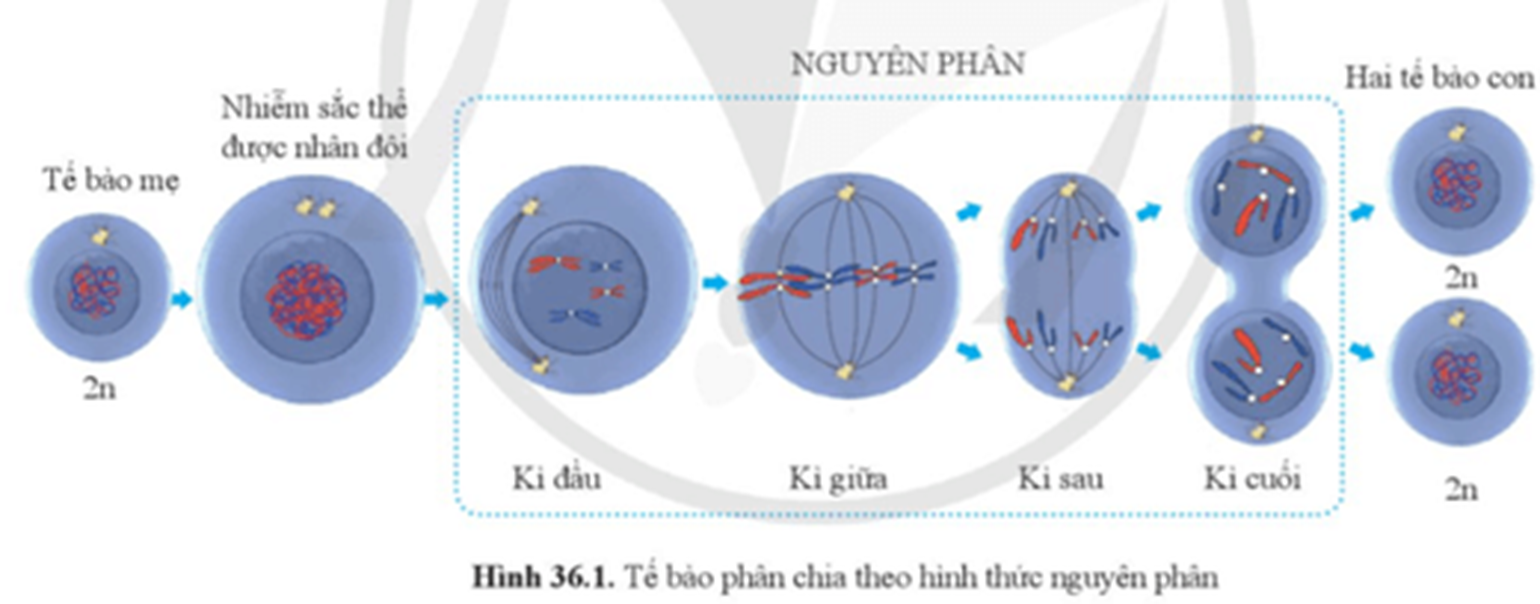 NGUYÊN PHÂN
Hai tế bào con
Nhiễm sắc thể
được nhân đôi
Tế bào mẹ
2n
2n
Kì đầu
Kì giữa
Kì sau
Kì cuối
2n
Hình 36.1. Tế bào phân chia theo hình thức nguyên phân